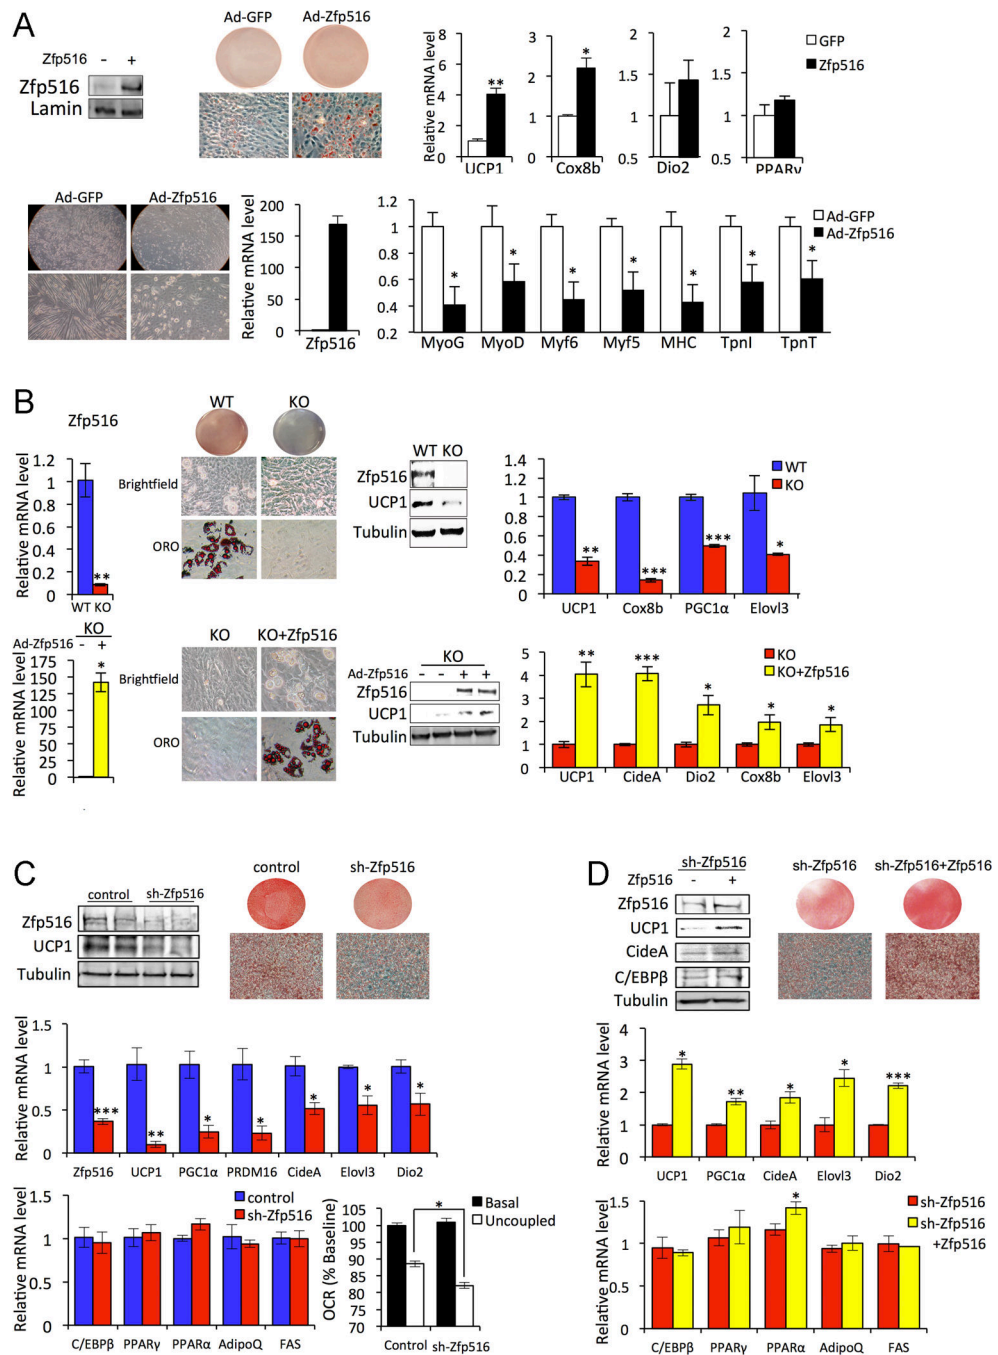 A
Zfp516 - +
Zfp516
Lamin
Ad-GFP Ad-Zfp516
Relative mRNA level
8
6
4
2
0
**
UCP1
3
2
1
0
*
Cox8b
2
1.5
1
0.5
Dio2
2
1.5
1
0.5
PPARγ
GFP
Zfp516
Ad-GFP Ad-Zfp516
Relative mRNA level
200
150
100
50
0
Zfp516
Relative mRNA level
1.2
1
0.8
0.6
0.4
0.2
* * * * * * *
MyoG MyoD Myf6 Myf5 MHC TpnI TpnT
Ad-GFP
Ad-Zfp516
B
Zfp516
Relative mRNA level
1.2
1
0.8
0.6
0.4
0.2
0
**
WT KO
WT KO
Brightfield
ORO
WT KO
Zfp516
UCP1
Tubulin
Relative mRNA level
1.4
1.2
1
0.8
0.6
0.4
0.2
0
** *** *** *
UCP1 Cox8b PGC1α Elovl3
WT
KO
KO
Ad-Zfp516 - +
Relative mRNA level
175
150
125
100
75
50
25
0
*
KO KO+Zfp516
Brightfield
ORO
KO
Ad-Zfp516 - - + +
Zfp516
UCP1
Tubulin
Relative mRNA level
5
4
3
2
1
0
** *** * * *
UCP1 CideA Dio2 Cox8b Elovl3
KO
KO+Zfp516
C
control sh-Zfp516
Zfp516
UCP1
Tubulin
control sh-Zfp516
Relative mRNA level
1.5
1
0.5
0
*** ** * * * * *
Zfp516 UCP1 PGC1α PRDM16 CideA Elovl3 Dio2
Relative mRNA level
1.5
1
0.5
0
C/EBPβ PPARγ PPARα AdipoQ FAS
control
sh-Zfp516
OCR (% Baseline)
105
100
95
90
85
80
75
70
*
Control sh-Zfp516
Basal
Uncoupled
D
sh-Zfp516
Zfp516 - +
Zfp516
UCP1
CideA
C/EBPβ
Tubulin
sh-Zfp516 sh-Zfp516+Zfp516
Relative mRNA level
4
3
2
1
0
* ** * * ***
UCP1 PGC1α CideA Elovl3 Dio2
Relative mRNA level
1.5
1
0.5
0
*
C/EBPβ PPARγ PPARα AdipoQ FAS
sh-Zfp516
sh-Zfp516
+Zfp516